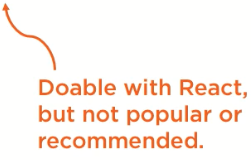 Doable with React,
but not popular or
recommended.